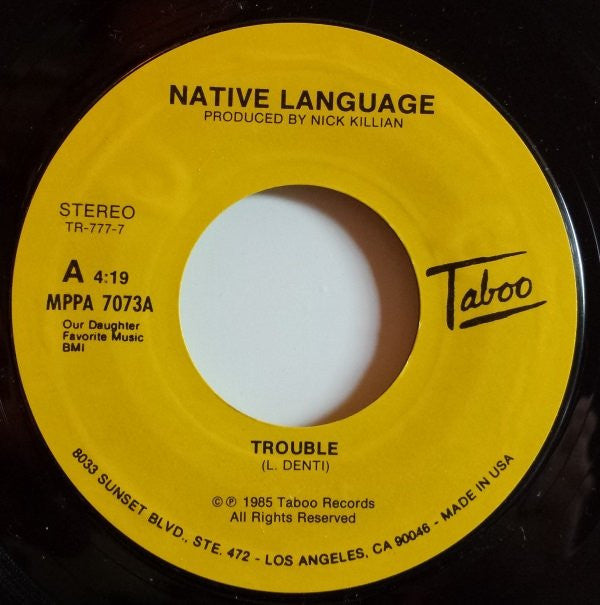 NATIVE LANGUAGE
PRODUCED BY NICK KILLIAN
STEREO
TR-777-7
A 4:19
MPPA 7073A
Our Daughter
Favorite Music
BMI
Taboo
TROUBLE
(L. DENTI)
© ℗ 1985 Taboo Records
All Rights Reserved
8033 SUNSET BLVD., STE. 472 - LOS ANGELES, CA 90046 - MADE IN USA